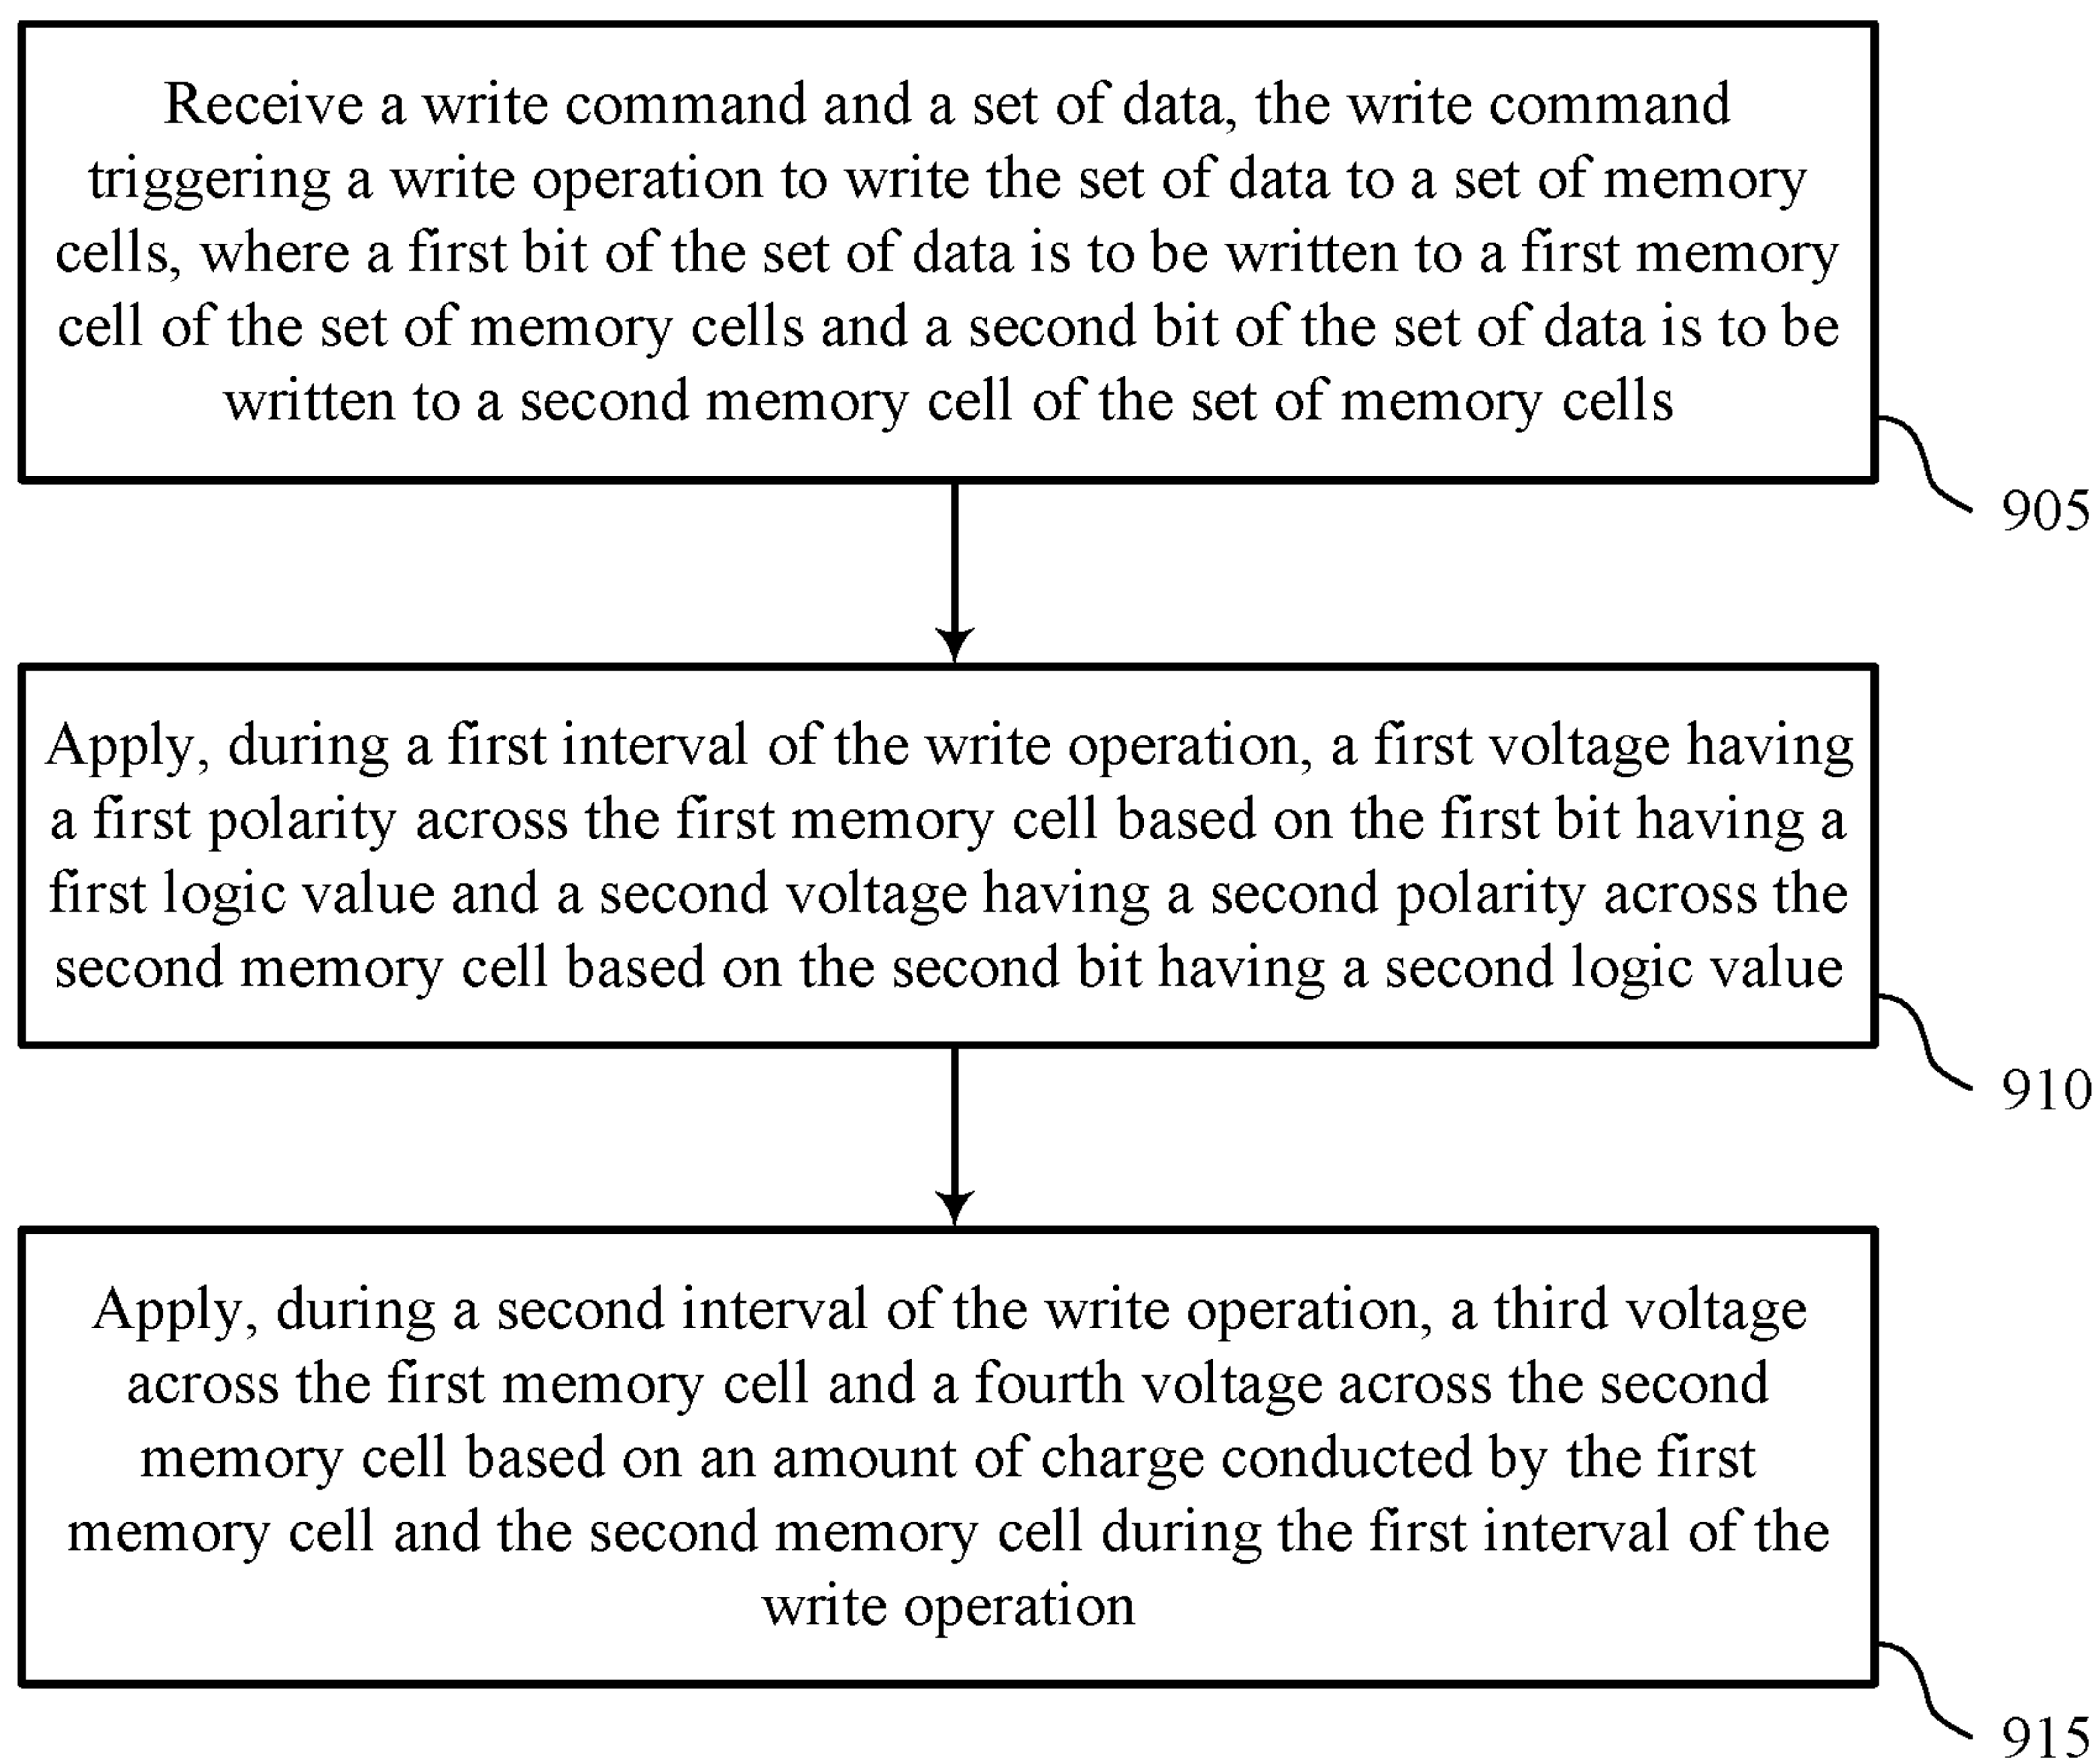 Receive a write command and a set of data, the write command
triggering a write operation to write the set of data to a set of memory
cells, where a first bit of the set of data is to be written to a first memory
cell of the set of memory cells and a second bit of the set of data is to be
written to a second memory cell of the set of memory cells
905
Apply, during a first interval of the write operation, a first voltage having
a first polarity across the first memory cell based on the first bit having a
first logic value and a second voltage having a second polarity across the
second memory cell based on the second bit having a second logic value
910
Apply, during a second interval of the write operation, a third voltage
across the first memory cell and a fourth voltage across the second
memory cell based on an amount of charge conducted by the first
memory cell and the second memory cell during the first interval of the
write operation
915